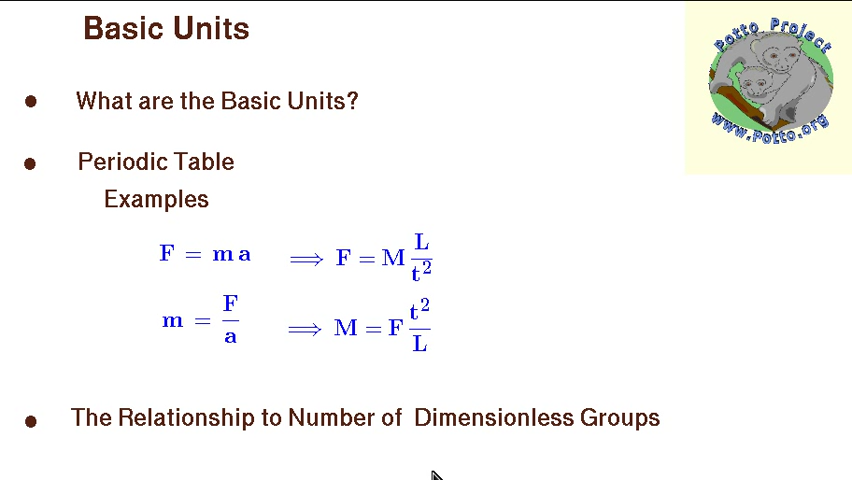 Basic Units
Potto Project
www.Potto.org
• What are the Basic Units?
• Periodic Table
Examples
F = m a ⟹ F = M L/t²
m = F/a ⟹ M = F t²/L
• The Relationship to Number of Dimensionless Groups